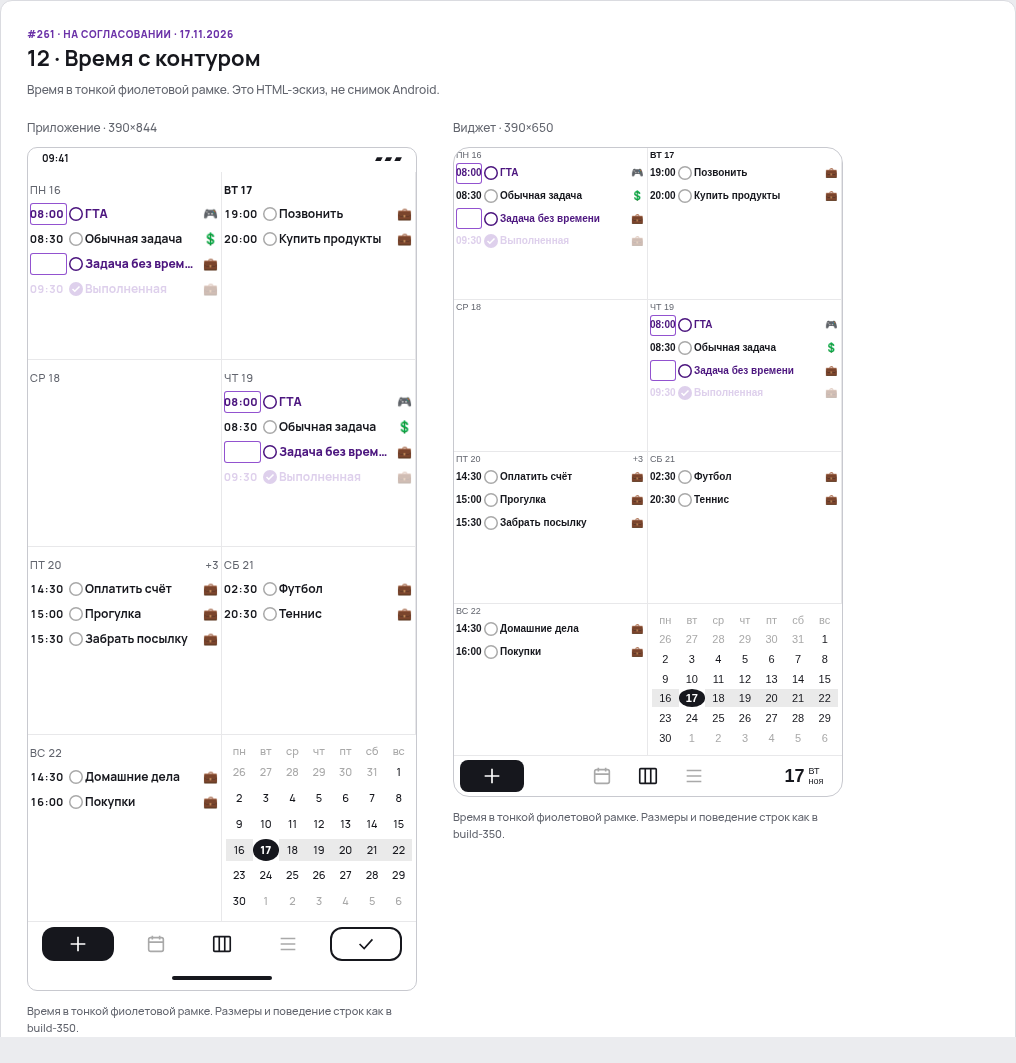 #261 · НА СОГЛАСОВАНИИ · 17.11.2026
12 · Время с контуром
Время в тонкой фиолетовой рамке. Это HTML-эскиз, не снимок Android.
Приложение · 390×844
09:41
ПН 16
08:00 ГТА
08:30 Обычная задача
Задача без врем…
09:30 Выполненная
ВТ 17
19:00 Позвонить
20:00 Купить продукты
СР 18
ЧТ 19
08:00 ГТА
08:30 Обычная задача
Задача без врем…
09:30 Выполненная
ПТ 20 +3
14:30 Оплатить счёт
15:00 Прогулка
15:30 Забрать посылку
СБ 21
02:30 Футбол
20:30 Теннис
ВС 22
14:30 Домашние дела
16:00 Покупки
пн вт ср чт пт сб вс
26 27 28 29 30 31 1
2 3 4 5 6 7 8
9 10 11 12 13 14 15
16 17 18 19 20 21 22
23 24 25 26 27 28 29
30 1 2 3 4 5 6
Время в тонкой фиолетовой рамке. Размеры и поведение строк как в
build-350.
Виджет · 390×650
ПН 16
08:00 ГТА
08:30 Обычная задача
Задача без времени
09:30 Выполненная
ВТ 17
19:00 Позвонить
20:00 Купить продукты
СР 18
ЧТ 19
08:00 ГТА
08:30 Обычная задача
Задача без времени
09:30 Выполненная
ПТ 20 +3
14:30 Оплатить счёт
15:00 Прогулка
15:30 Забрать посылку
СБ 21
02:30 Футбол
20:30 Теннис
ВС 22
14:30 Домашние дела
16:00 Покупки
пн вт ср чт пт сб вс
26 27 28 29 30 31 1
2 3 4 5 6 7 8
9 10 11 12 13 14 15
16 17 18 19 20 21 22
23 24 25 26 27 28 29
30 1 2 3 4 5 6
17 ВТ
ноя
Время в тонкой фиолетовой рамке. Размеры и поведение строк как в
build-350.